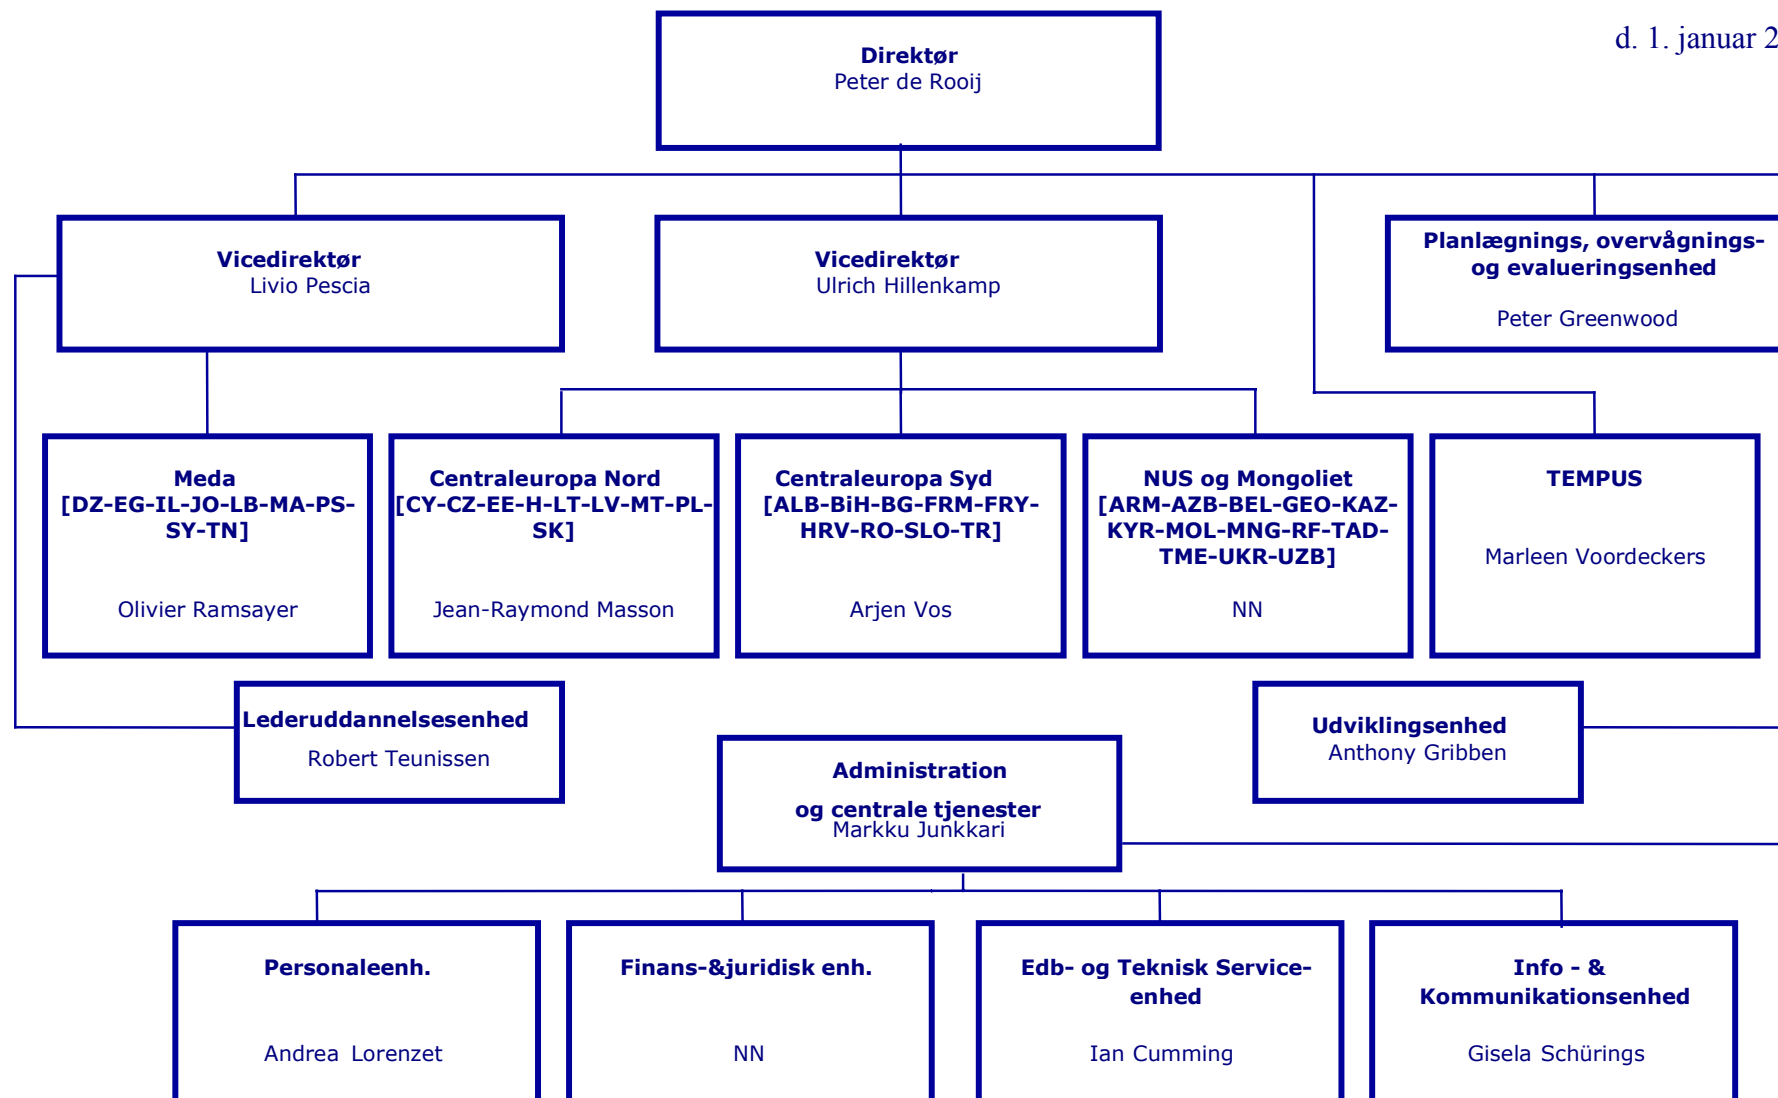 d. 1. januar 2
Direktør
Peter de Rooij
Vicedirektør
Livio Pescia
Vicedirektør
Ulrich Hillenkamp
Planlægnings, overvågnings-
og evalueringsenhed
Peter Greenwood
Meda
[DZ-EG-IL-JO-LB-MA-PS-
SY-TN]
Olivier Ramsayer
Centraleuropa Nord
[CY-CZ-EE-H-LT-LV-MT-PL-
SK]
Jean-Raymond Masson
Centraleuropa Syd
[ALB-BiH-BG-FRM-FRY-
HRV-RO-SLO-TR]
Arjen Vos
NUS og Mongoliet
[ARM-AZB-BEL-GEO-KAZ-
KYR-MOL-MNG-RF-TAD-
TME-UKR-UZB]
NN
TEMPUS
Marleen Voordeckers
Lederuddannelsesenhed
Robert Teunissen
Udviklingsenhed
Anthony Gribben
Administration
og centrale tjenester
Markku Junkkari
Personaleenh.
Andrea Lorenzet
Finans-&juridisk enh.
NN
Edb- og Teknisk Service-
enhed
Ian Cumming
Info - &
Kommunikationsenhed
Gisela Schürings